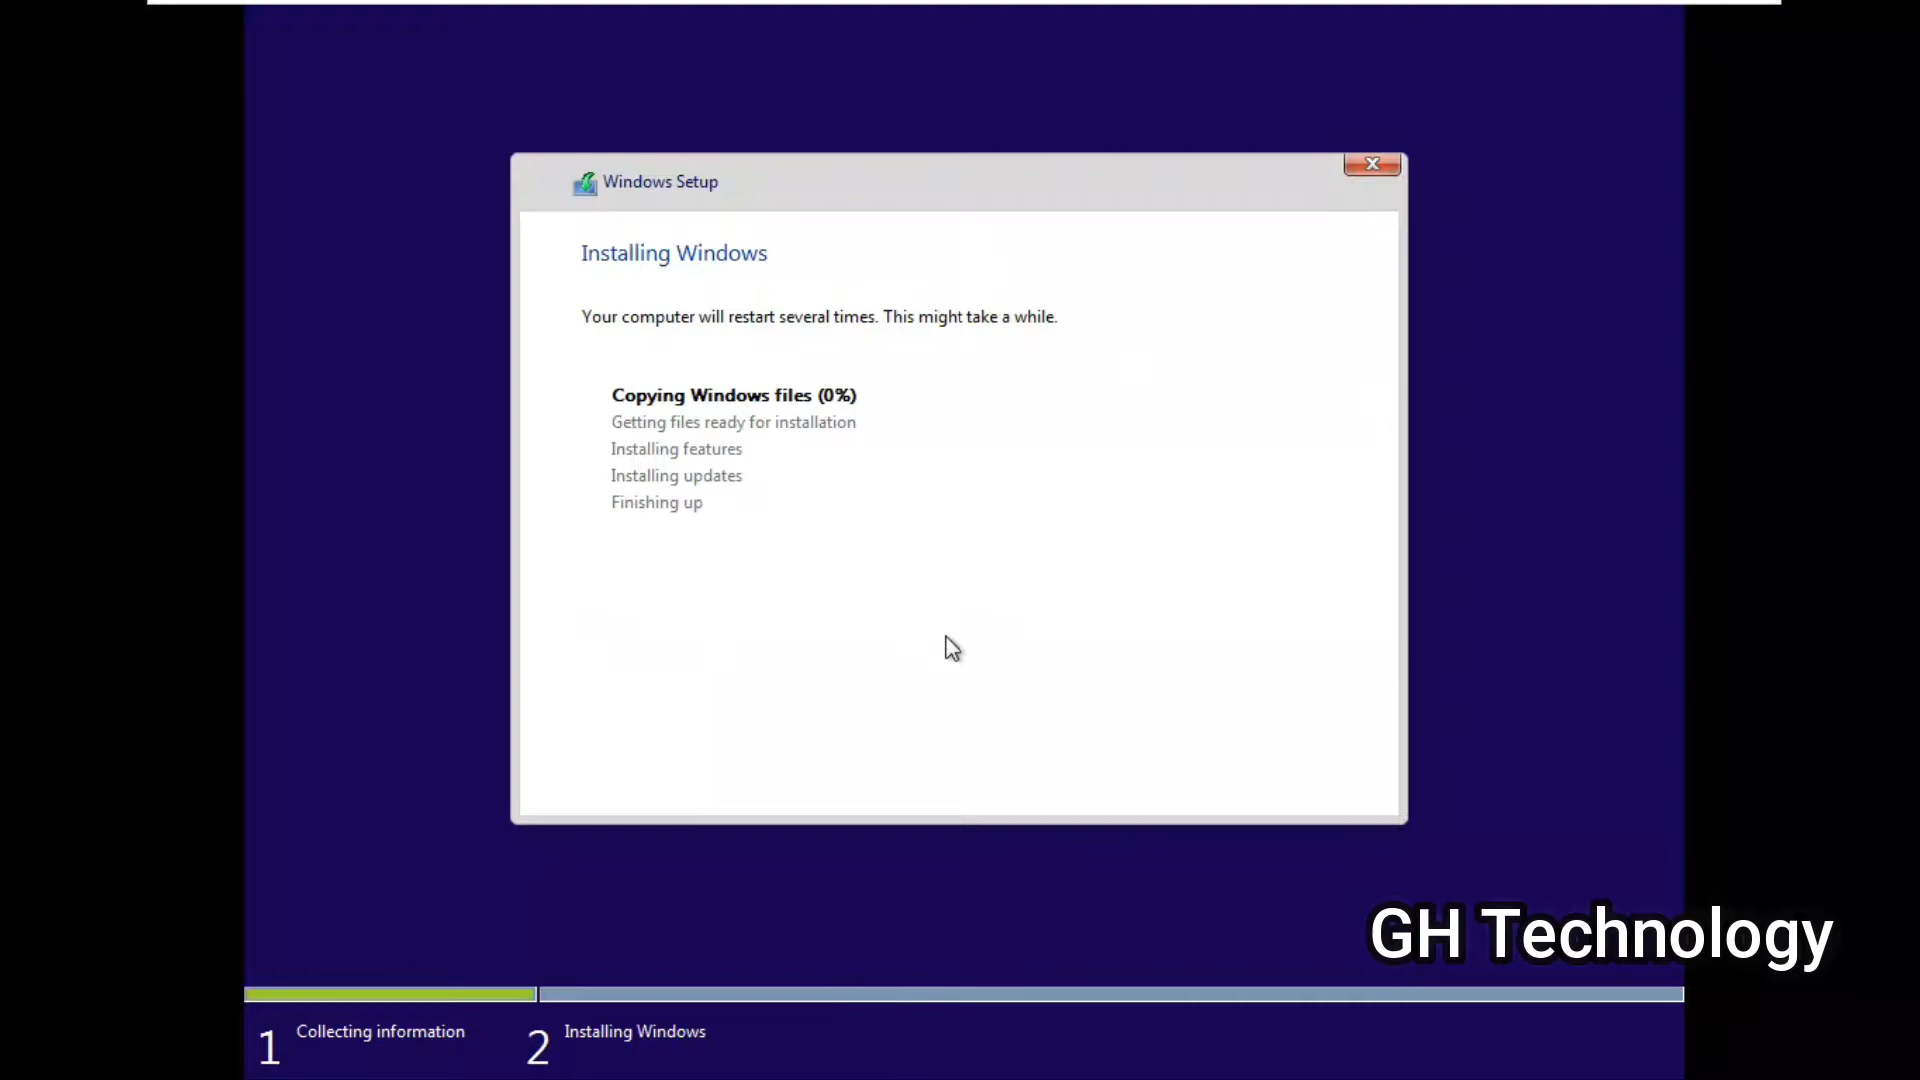 Windows Setup
Installing Windows
Your computer will restart several times. This might take a while.
Copying Windows files (0%)
Getting files ready for installation
Installing features
Installing updates
Finishing up
GH Technology
1 Collecting information
2 Installing Windows